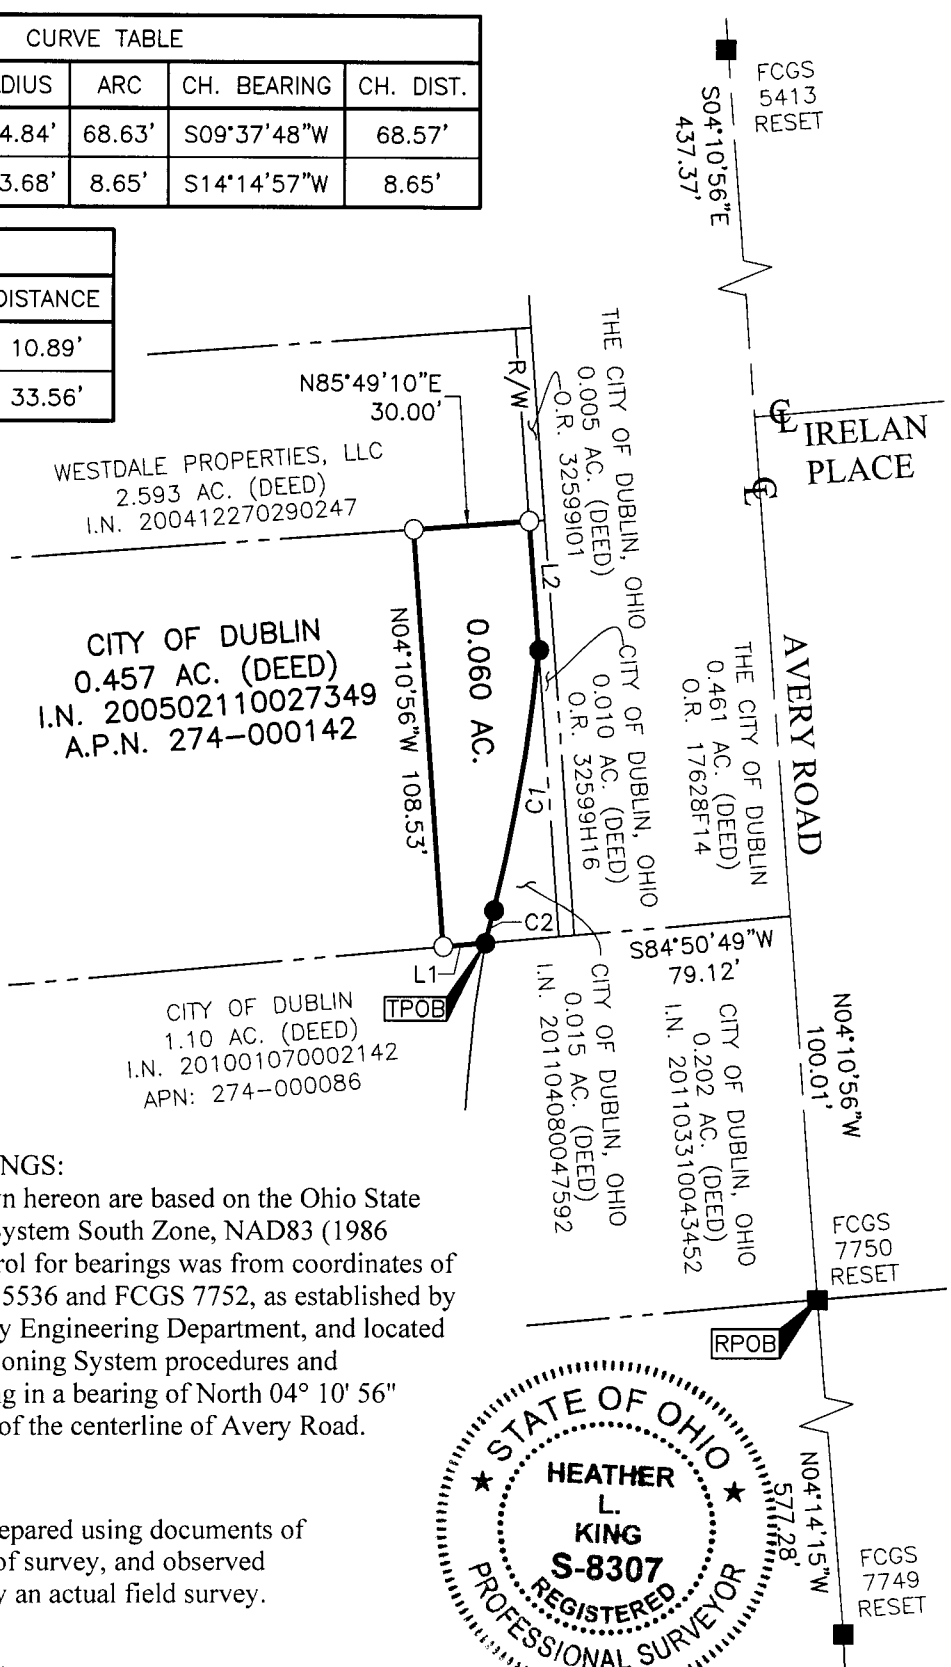 CURVE TABLE
DIUS ARC CH. BEARING CH. DIST.
4.84' 68.63' S09°37'48"W 68.57'
3.68' 8.65' S14°14'57"W 8.65'
DISTANCE
10.89'
33.56'
FCGS
5413
RESET
S04°10'56"E
437.37'
N85°49'10"E
30.00'
R/W
THE CITY OF DUBLIN, OHIO
0.005 AC. (DEED)
O.R. 32599I01
CL
IRELAN
PLACE
CL
WESTDALE PROPERTIES, LLC
2.593 AC. (DEED)
I.N. 200412270290247
L2
CITY OF DUBLIN
0.457 AC. (DEED)
I.N. 200502110027349
A.P.N. 274-000142
N04°10'56"W 108.53'
0.060 AC.
CITY OF DUBLIN, OHIO
0.010 AC. (DEED)
O.R. 32599H16
THE CITY OF DUBLIN
0.461 AC. (DEED)
O.R. 17628F14
AVERY ROAD
C1
C2
L1
TPOB
S84°50'49"W
79.12'
CITY OF DUBLIN
1.10 AC. (DEED)
I.N. 201001070002142
APN: 274-000086
CITY OF DUBLIN, OHIO
0.015 AC. (DEED)
I.N. 201104080047592
CITY OF DUBLIN, OHIO
0.202 AC. (DEED)
I.N. 201103310043452
N04°10'56"W
100.01'
FCGS
7750
RESET
RPOB
NGS:
n hereon are based on the Ohio State
ystem South Zone, NAD83 (1986
rol for bearings was from coordinates of
5536 and FCGS 7752, as established by
y Engineering Department, and located
oning System procedures and
g in a bearing of North 04° 10' 56"
of the centerline of Avery Road.
epared using documents of
of survey, and observed
y an actual field survey.
STATE OF OHIO
HEATHER
L.
KING
S-8307
REGISTERED
PROFESSIONAL SURVEYOR
N04°14'15"W
577.28'
FCGS
7749
RESET